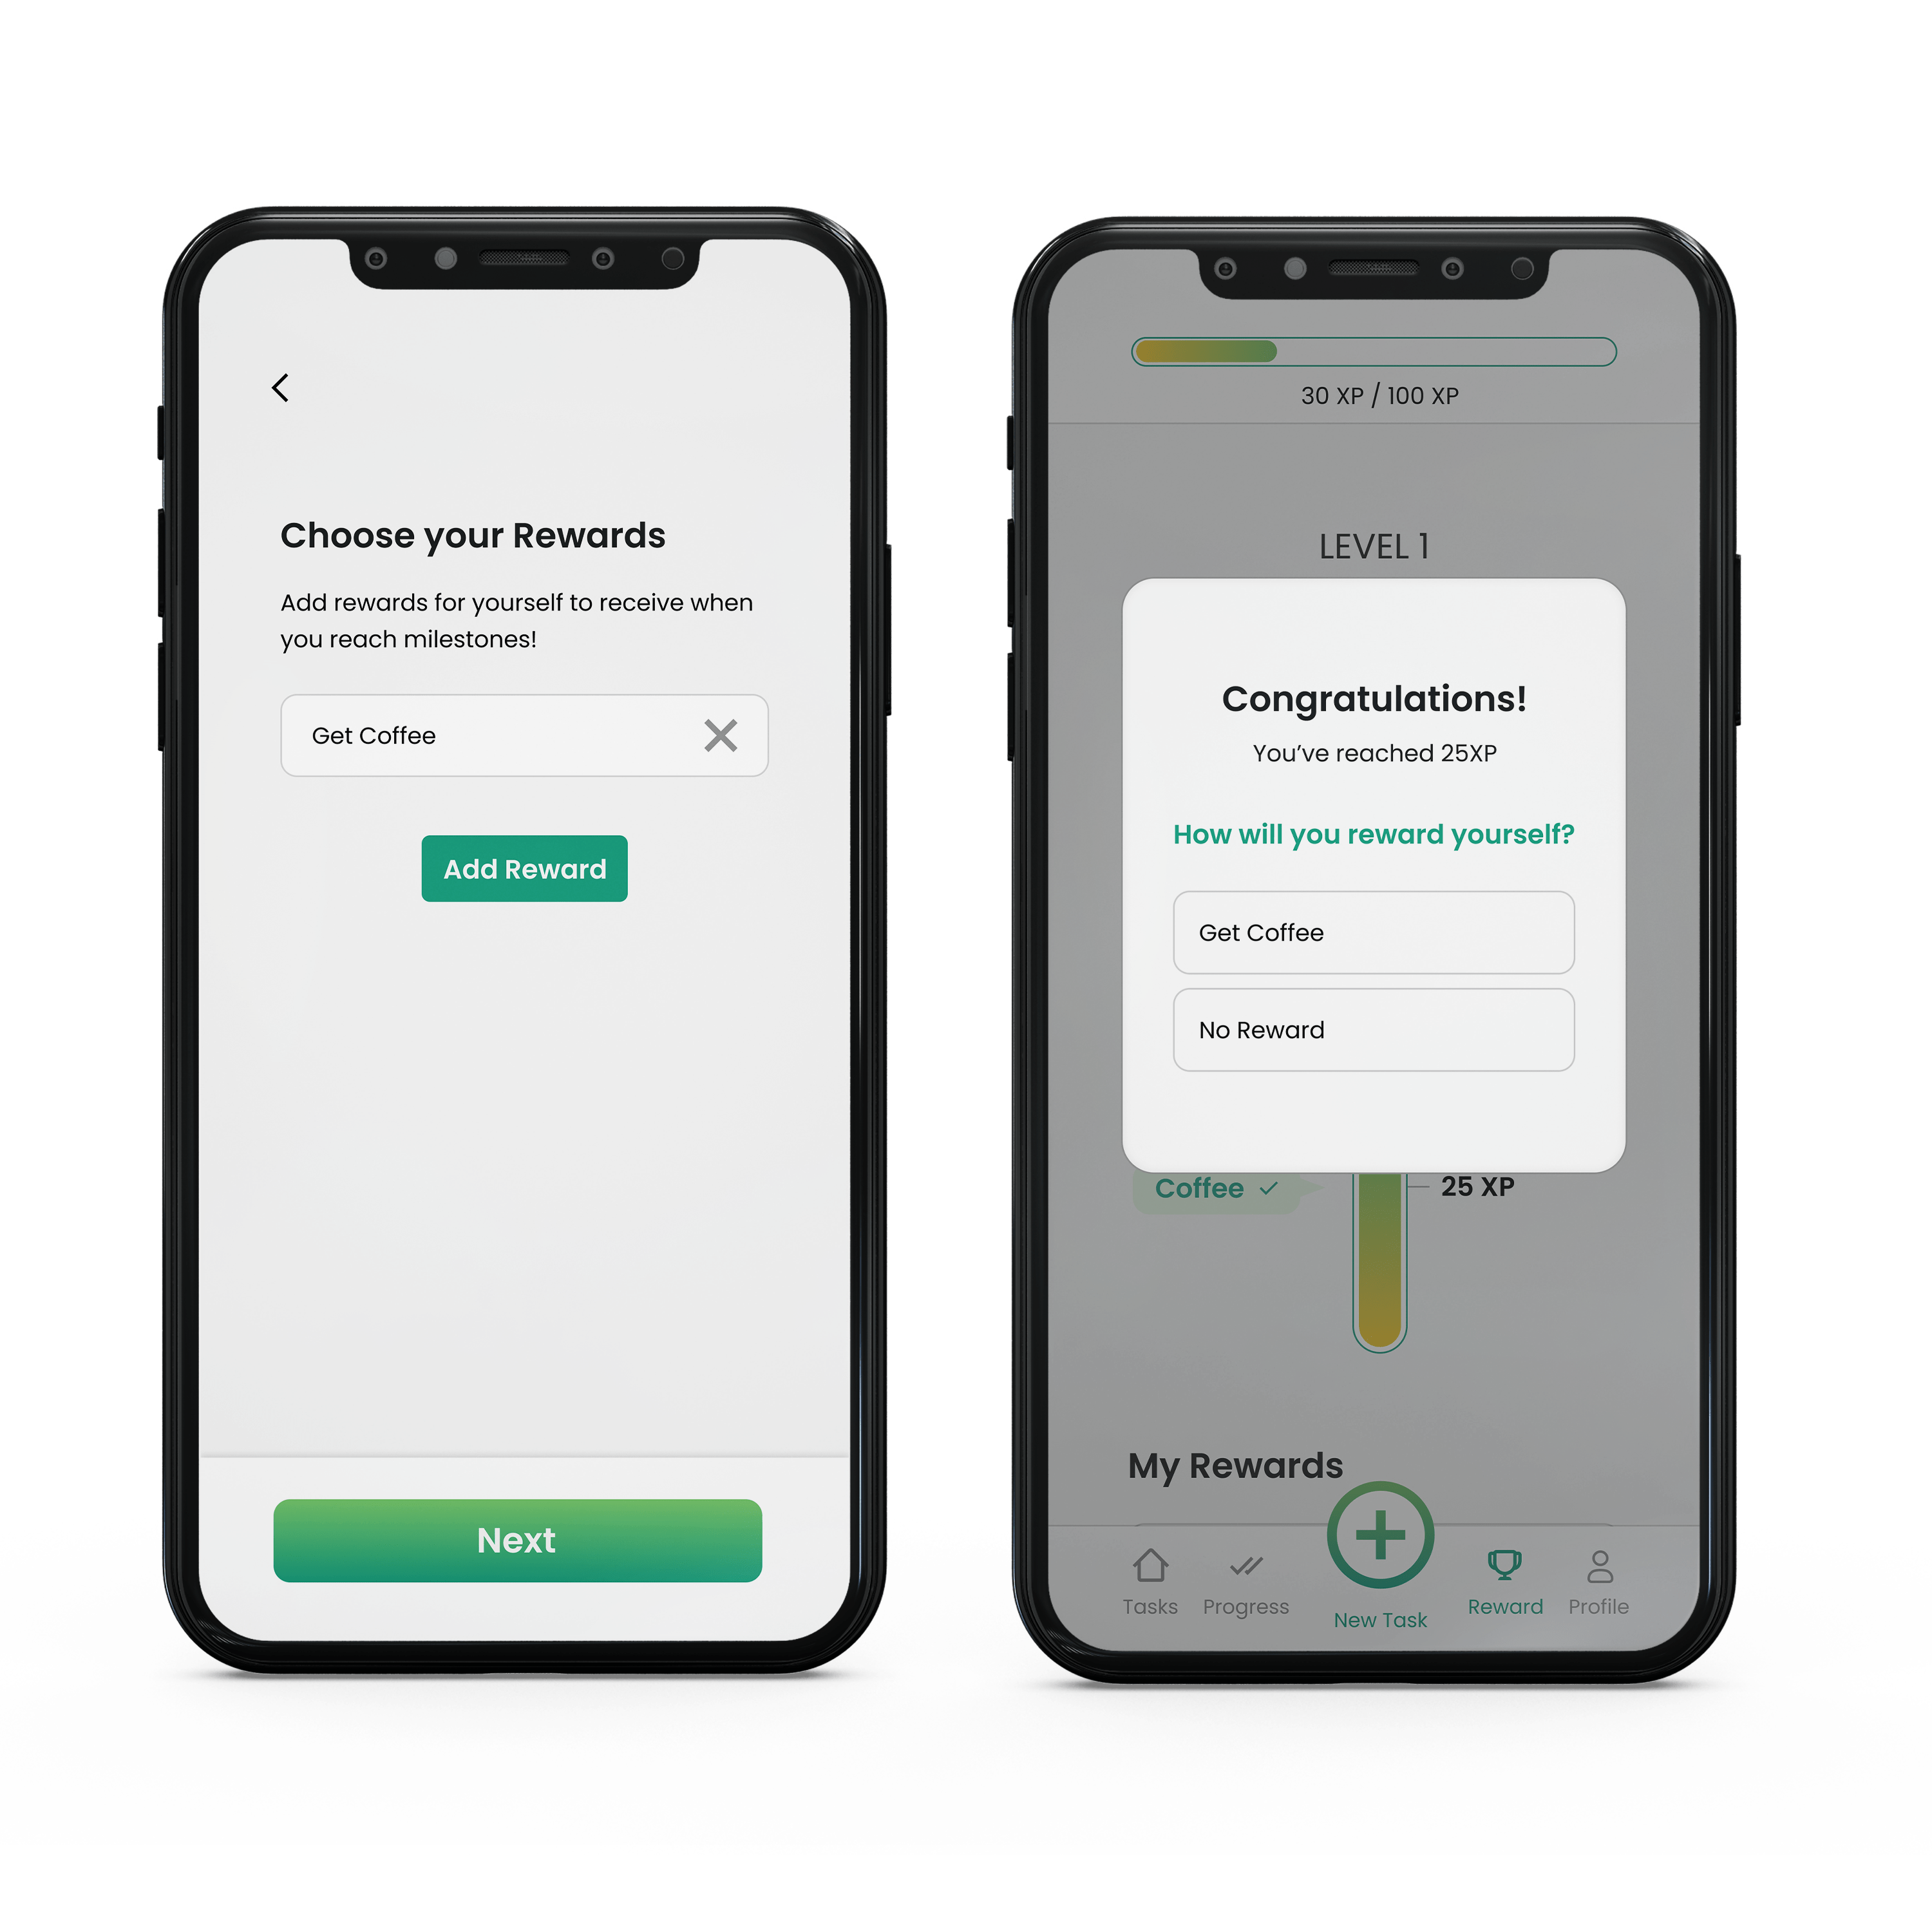 Choose your Rewards
Add rewards for yourself to receive when
you reach milestones!
Get Coffee
Add Reward
Next
30 XP / 100 XP
LEVEL 1
Congratulations!
You’ve reached 25XP
How will you reward yourself?
Get Coffee
No Reward
Coffee
25 XP
My Rewards
Tasks
Progress
New Task
Reward
Profile